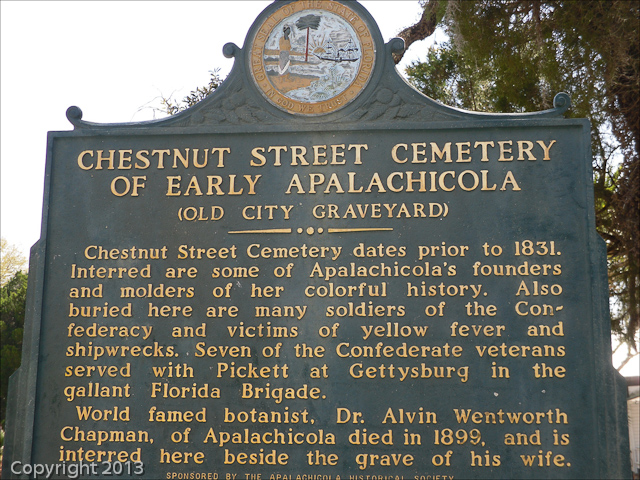 CHESTNUT STREET CEMETERY
OF EARLY APALACHICOLA
(OLD CITY GRAVEYARD)
Chestnut Street Cemetery dates prior to 1831.
Interred are some of Apalachicola's founders
and molders of her colorful history. Also
buried here are many soldiers of the Con-
federacy and victims of yellow fever and
shipwrecks. Seven of the Confederate veterans
served with Pickett at Gettysburg in the
gallant Florida Brigade.
World famed botanist, Dr. Alvin Wentworth
Chapman, of Apalachicola died in 1899, and is
interred here beside the grave of his wife.
SPONSORED BY THE APALACHICOLA HISTORICAL SOCIETY
Copyright 2013